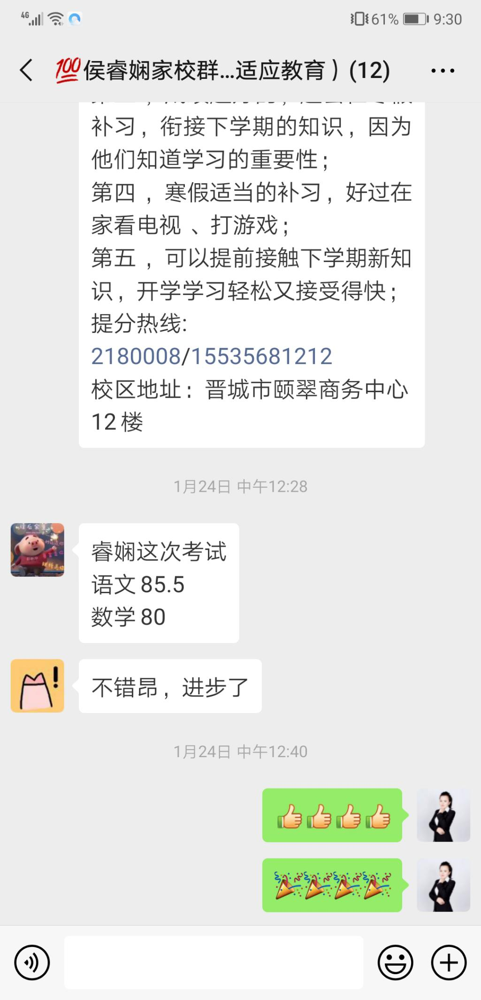 4G
61%
9:30
💯侯睿娴家校群...适应教育）(12)
补习，衔接下学期的知识，因为
他们知道学习的重要性；
第四，寒假适当的补习，好过在
家看电视、打游戏；
第五，可以提前接触下学期新知
识，开学学习轻松又接受得快；
提分热线:
2180008/15535681212
校区地址：晋城市颐翠商务中心
12楼
1月24日 中午12:28
睿娴这次考试
语文85.5
数学80
不错昂，进步了
1月24日 中午12:40
👍👍👍👍
🎉🎉🎉🎉